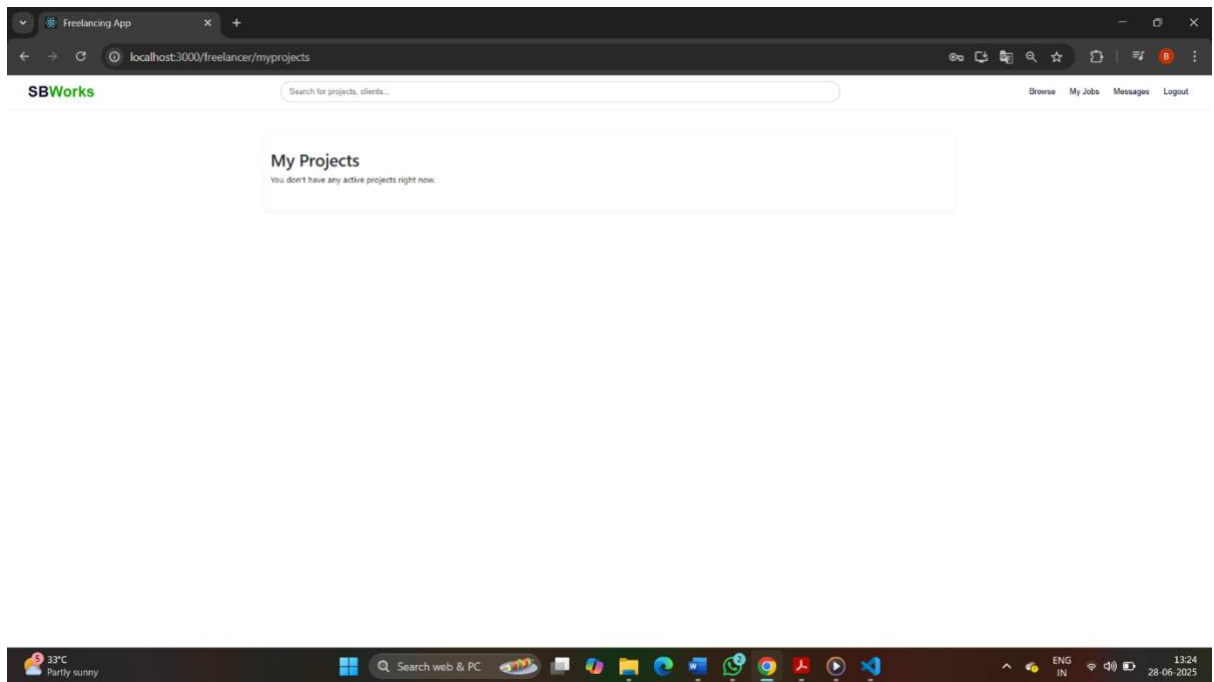 Freelancing App
localhost:3000/freelancer/myprojects
B
SBWorks
Search for projects, clients...
Browse My Jobs Messages Logout
My Projects
You don't have any active projects right now.
5
33°C
Partly sunny
Search web & PC
2
ENG
IN
13:24
28-06-2025